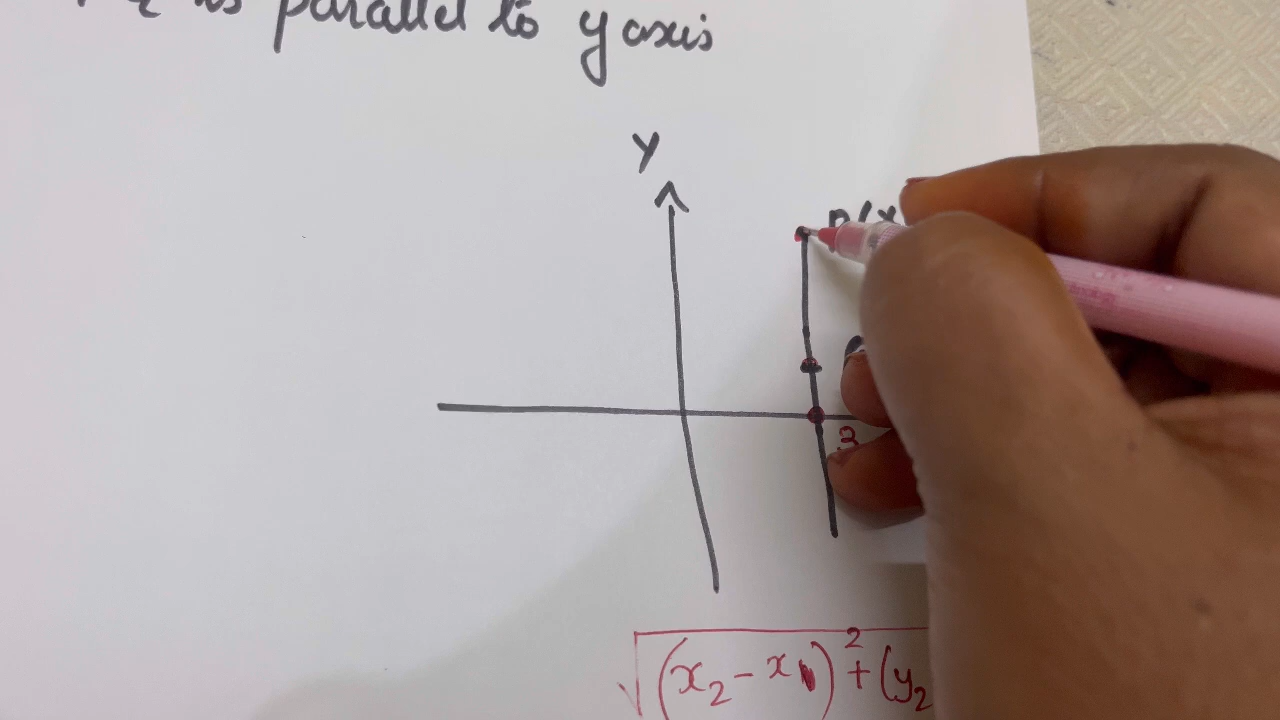 is parallel to y axis
Y
P(x
3
√(x₂-x₁)²+(y₂